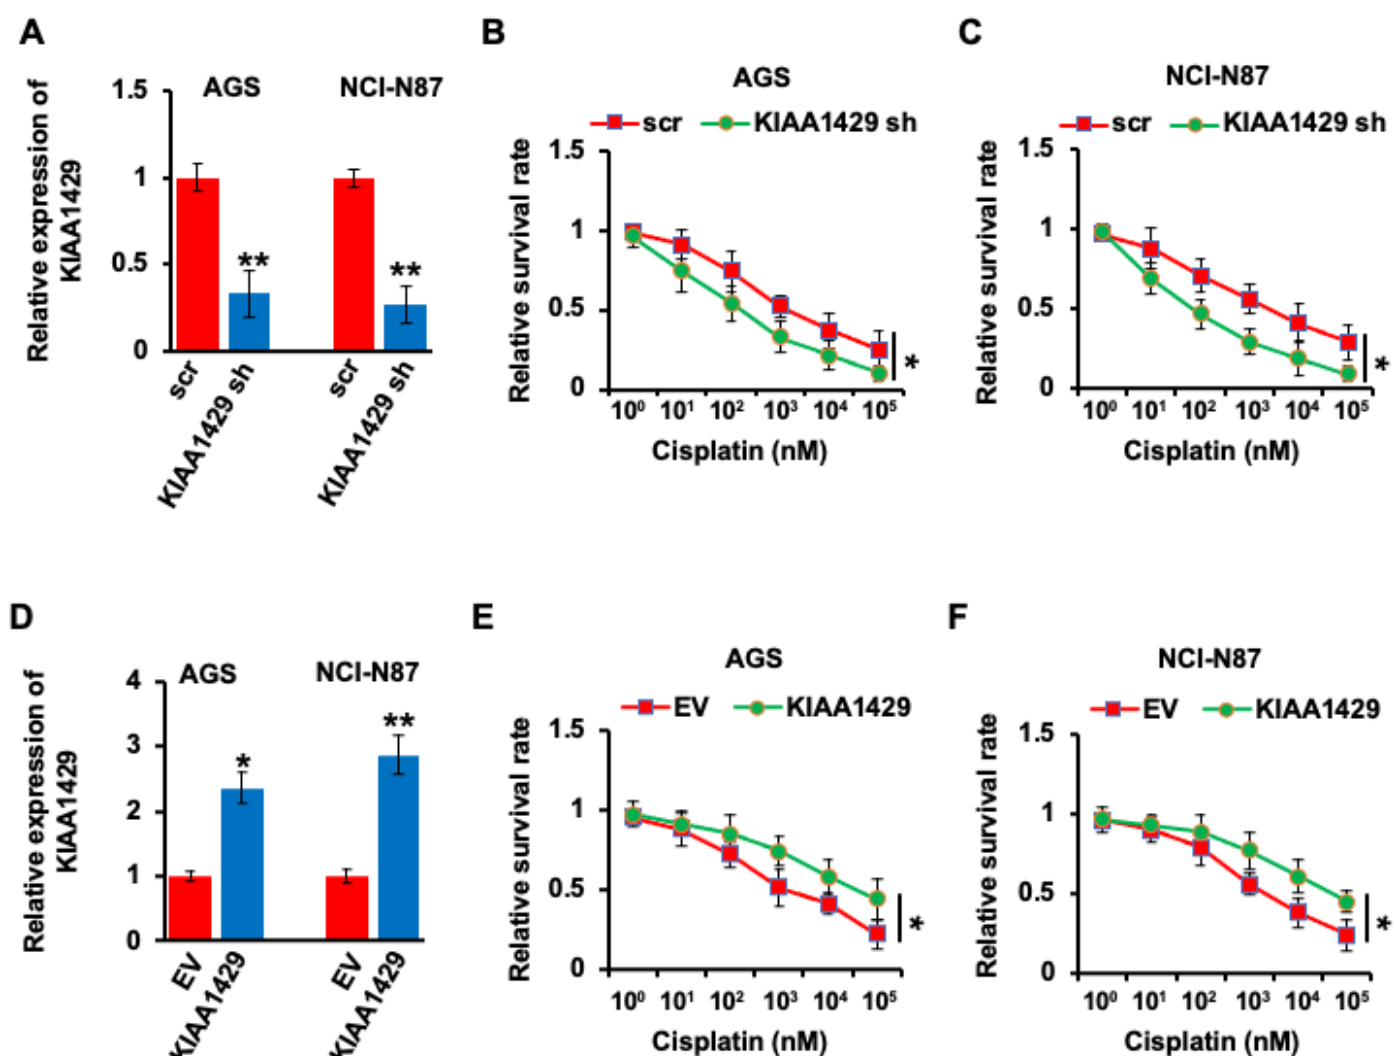 A
Relative expression of
KIAA1429
AGS NCI-N87
1.5
1
0.5
0
** **
scr KIAA1429 sh scr KIAA1429 sh
B
AGS
scr KIAA1429 sh
Relative survival rate
1.5
1
0.5
0
*
10⁰ 10¹ 10² 10³ 10⁴ 10⁵
Cisplatin (nM)
C
NCI-N87
scr KIAA1429 sh
Relative survival rate
1.5
1
0.5
0
*
10⁰ 10¹ 10² 10³ 10⁴ 10⁵
Cisplatin (nM)
D
Relative expression of
KIAA1429
AGS NCI-N87
4
3
2
1
0
* **
EV KIAA1429 EV KIAA1429
E
AGS
EV KIAA1429
Relative survival rate
1.5
1
0.5
0
*
10⁰ 10¹ 10² 10³ 10⁴ 10⁵
Cisplatin (nM)
F
NCI-N87
EV KIAA1429
Relative survival rate
1.5
1
0.5
0
*
10⁰ 10¹ 10² 10³ 10⁴ 10⁵
Cisplatin (nM)